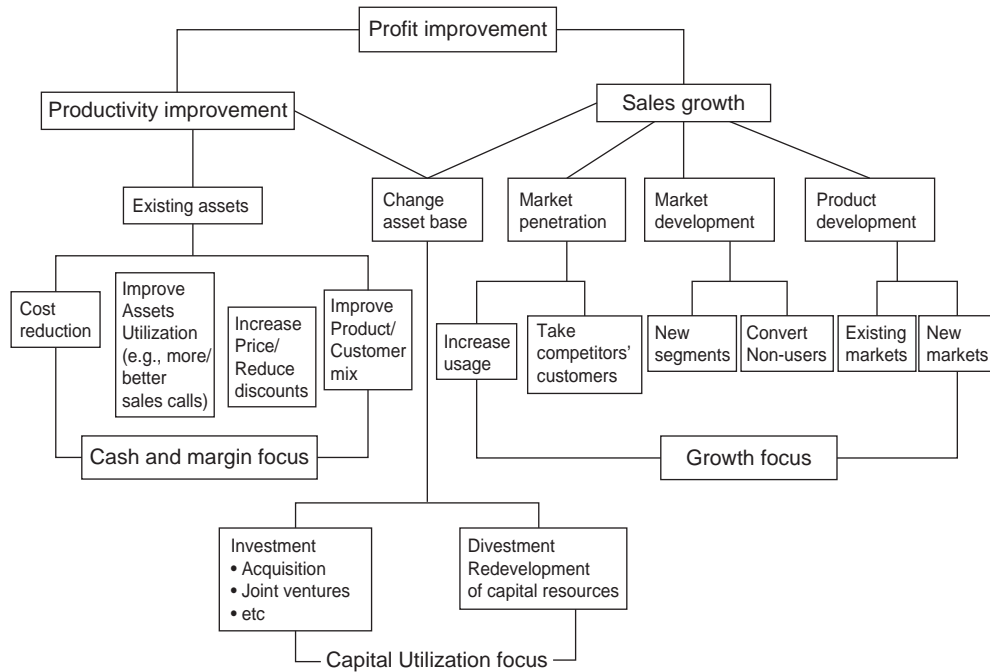 Profit improvement
Productivity improvement
Sales growth
Existing assets
Change
asset base
Market
penetration
Market
development
Product
development
Cost
reduction
Improve
Assets
Utilization
(e.g., more/
better
sales calls)
Increase
Price/
Reduce
discounts
Improve
Product/
Customer
mix
Increase
usage
Take
competitors'
customers
New
segments
Convert
Non-users
Existing
markets
New
markets
Cash and margin focus
Growth focus
Investment
• Acquisition
• Joint ventures
• etc
Divestment
Redevelopment
of capital resources
Capital Utilization focus